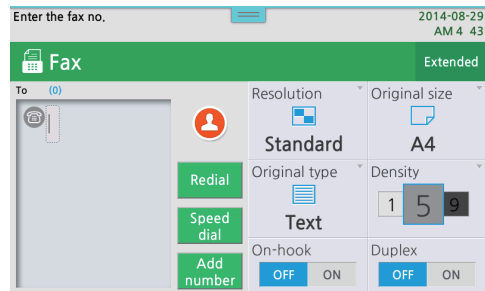 Enter the fax no.
2014-08-29
AM 4 43
Fax
Extended
To (0)
Redial
Speed
dial
Add
number
Resolution
Standard
Original size
A4
Original type
Text
Density
1 5 9
On-hook
OFF ON
Duplex
OFF ON